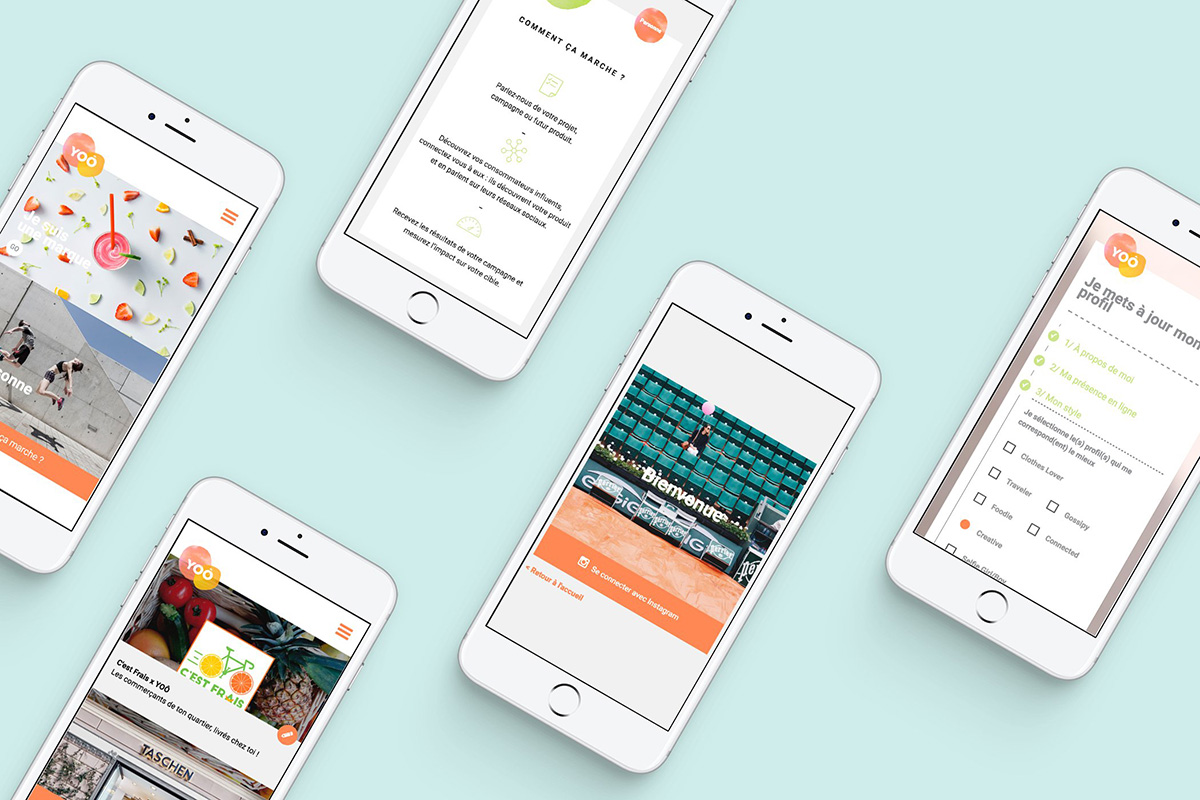 YOÔ
Je suis
une marque
ça marche ?
Personne
COMMENT ÇA MARCHE ?
Parlez-nous de votre projet,
campagne ou futur produit.
-
Découvrez vos consommateurs influents,
connectez vous à eux : ils découvrent votre produit
et en parlent sur leurs réseaux sociaux.
-
Recevez les résultats de votre campagne et
mesurez l'impact sur votre cible.
YOÔ
C'EST FRAIS
C'est Frais x YOÔ
Les commerçants de ton quartier, livrés chez toi !
TASCHEN
Bienvenue
Se connecter avec Instagram
< Retour à l'accueil
YOÔ
Je mets à jour mon
profil
1/ À propos de moi
2/ Ma présence en ligne
3/ Mon style
Je sélectionne le(s) profil(s) qui me
correspond(ent) le mieux
Clothes Lover
Traveler
Gossipy
Foodie
Connected
Creative